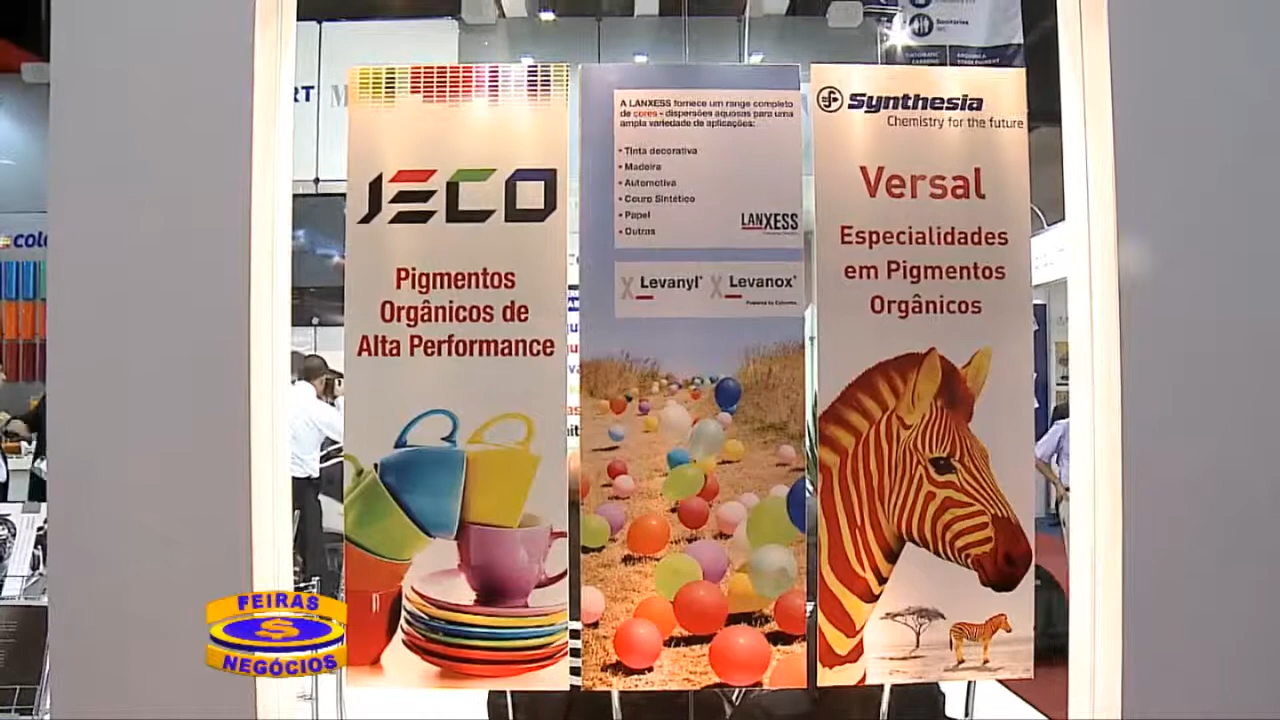 Sanitários
JECO
Pigmentos
Orgânicos de
Alta Performance
A LANXESS fornece um range completo
de cores - dispersões aquosas para uma
ampla variedade de aplicações:
• Tinta decorativa
• Madeira
• Automotiva
• Couro Sintético
• Papel
• Outras
LANXESS
X Levanyl® X Levanox®
Synthesia
Chemistry for the future
Versal
Especialidades
em Pigmentos
Orgânicos
FEIRAS
S
NEGÓCIOS